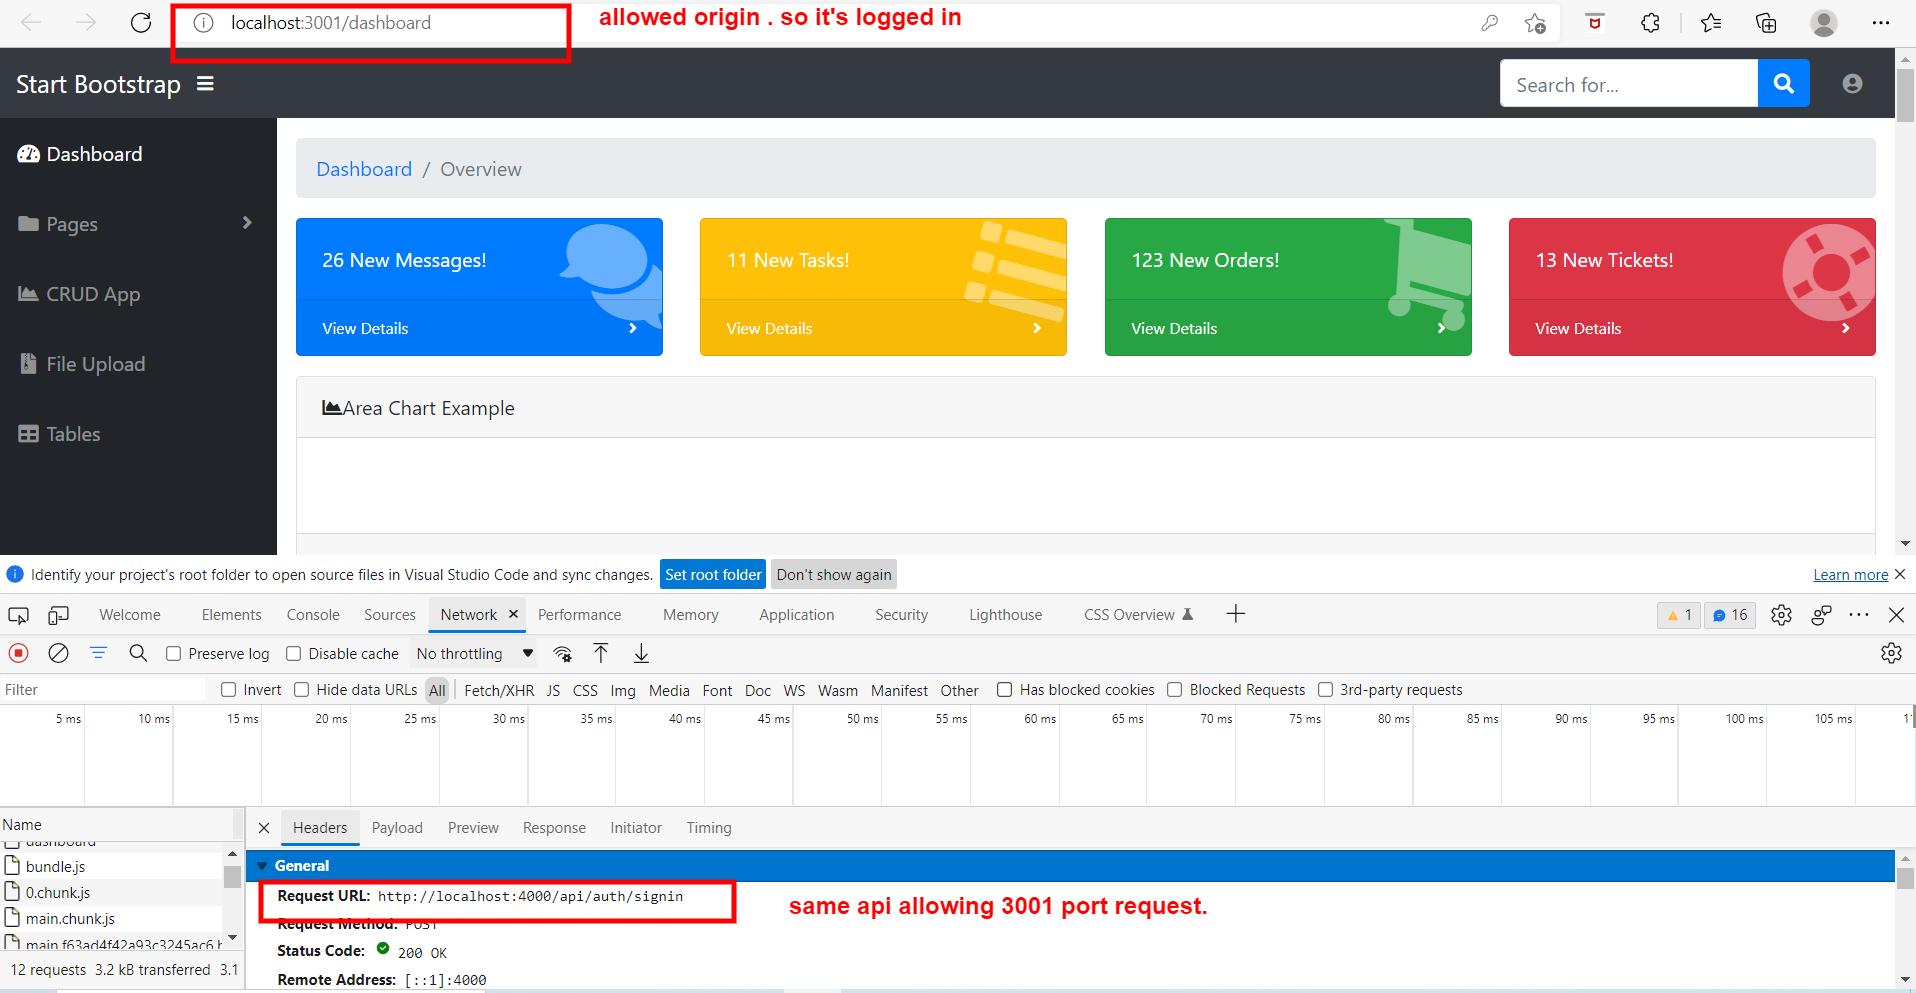 localhost:3001/dashboard
allowed origin . so it's logged in
Start Bootstrap
Search for...
Dashboard
Pages
CRUD App
File Upload
Tables
Dashboard / Overview
26 New Messages!
View Details
11 New Tasks!
View Details
123 New Orders!
View Details
13 New Tickets!
View Details
Area Chart Example
Identify your project's root folder to open source files in Visual Studio Code and sync changes. Set root folder Don't show again Learn more
Welcome Elements Console Sources Network Performance Memory Application Security Lighthouse CSS Overview 1 16
Preserve log Disable cache No throttling
Filter Invert Hide data URLs All Fetch/XHR JS CSS Img Media Font Doc WS Wasm Manifest Other Has blocked cookies Blocked Requests 3rd-party requests
5 ms 10 ms 15 ms 20 ms 25 ms 30 ms 35 ms 40 ms 45 ms 50 ms 55 ms 60 ms 65 ms 70 ms 75 ms 80 ms 85 ms 90 ms 95 ms 100 ms 105 ms
Name
dashboard
bundle.js
0.chunk.js
main.chunk.js
main.f63ad4f42a93c3245ac6.h
12 requests 3.2 kB transferred 3.1
Headers Payload Preview Response Initiator Timing
General
Request URL: http://localhost:4000/api/auth/signin
same api allowing 3001 port request.
Request Method: POST
Status Code: 200 OK
Remote Address: [::1]:4000